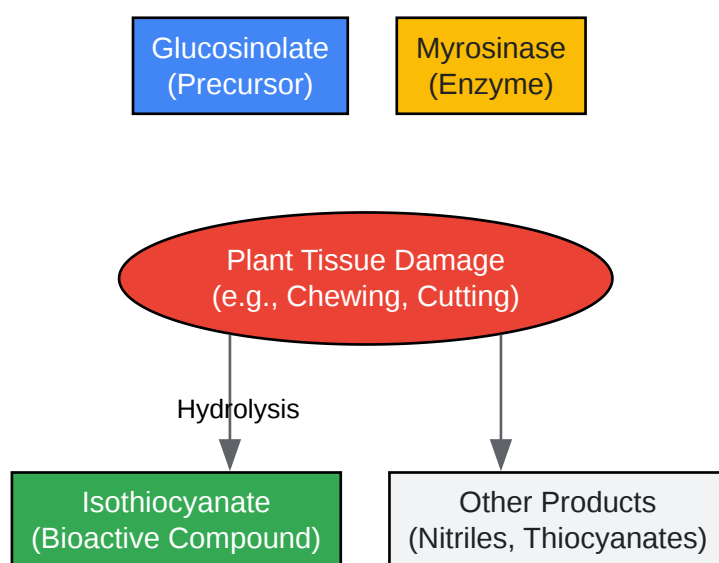 Glucosinolate
(Precursor)
Myrosinase
(Enzyme)
Plant Tissue Damage
(e.g., Chewing, Cutting)
Hydrolysis
Isothiocyanate
(Bioactive Compound)
Other Products
(Nitriles, Thiocyanates)